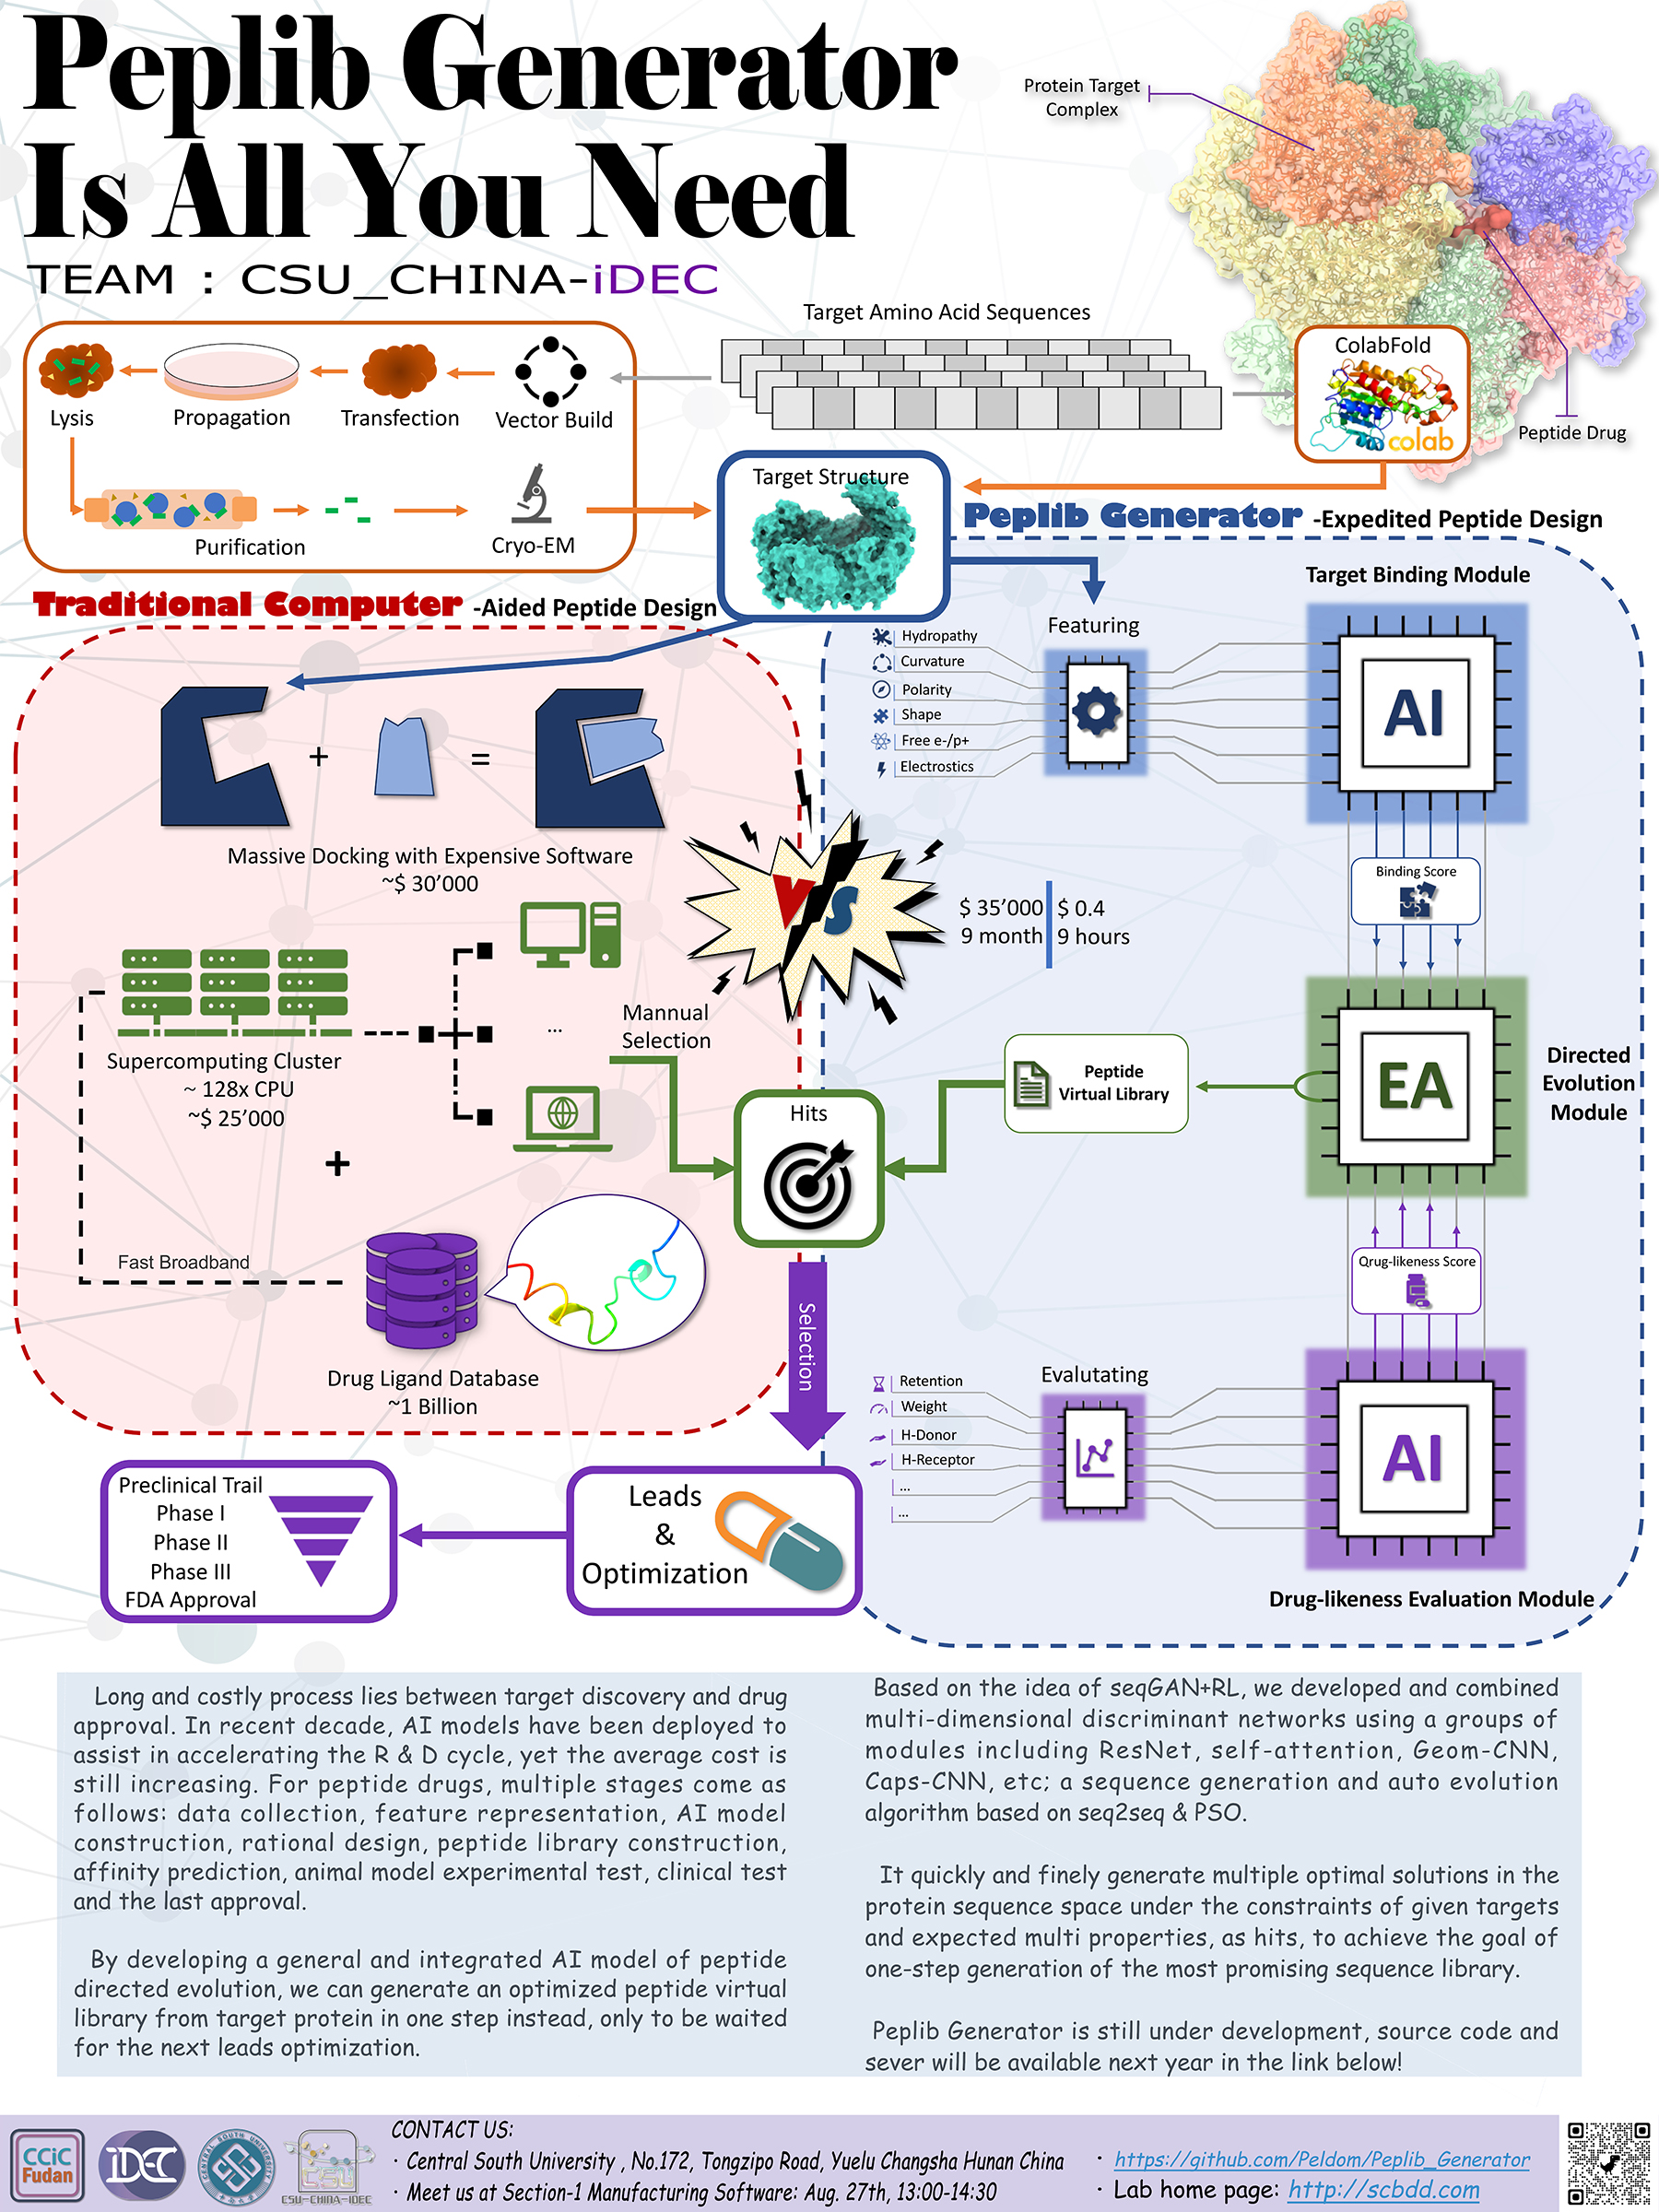 Peplib Generator
Is All You Need
TEAM : CSU_CHINA-iDEC
Protein Target
Complex
Target Amino Acid Sequences
ColabFold
colab
Peptide Drug
Lysis
Propagation
Transfection
Vector Build
Purification
Cryo-EM
Target Structure
Peplib Generator -Expedited Peptide Design
Traditional Computer -Aided Peptide Design
Target Binding Module
Featuring
Hydropathy
Curvature
Polarity
Shape
Free e-/p+
Electrostics
AI
+
=
Massive Docking with Expensive Software
~$ 30’000
VS
$ 35’000 $ 0.4
9 month 9 hours
Binding Score
Supercomputing Cluster
~ 128x CPU
~$ 25’000
...
Mannual
Selection
+
Fast Broadband
Drug Ligand Database
~1 Billion
Hits
Peptide
Virtual Library
EA
Directed
Evolution
Module
Qrug-likeness Score
Selection
Evalutating
Retention
Weight
H-Donor
H-Receptor
...
...
AI
Drug-likeness Evaluation Module
Leads
&
Optimization
Preclinical Trail
Phase I
Phase II
Phase III
FDA Approval
Long and costly process lies between target discovery and drug
approval. In recent decade, AI models have been deployed to
assist in accelerating the R & D cycle, yet the average cost is
still increasing. For peptide drugs, multiple stages come as
follows: data collection, feature representation, AI model
construction, rational design, peptide library construction,
affinity prediction, animal model experimental test, clinical test
and the last approval.
By developing a general and integrated AI model of peptide
directed evolution, we can generate an optimized peptide virtual
library from target protein in one step instead, only to be waited
for the next leads optimization.
Based on the idea of seqGAN+RL, we developed and combined
multi-dimensional discriminant networks using a groups of
modules including ResNet, self-attention, Geom-CNN,
Caps-CNN, etc; a sequence generation and auto evolution
algorithm based on seq2seq & PSO.
It quickly and finely generate multiple optimal solutions in the
protein sequence space under the constraints of given targets
and expected multi properties, as hits, to achieve the goal of
one-step generation of the most promising sequence library.
Peplib Generator is still under development, source code and
sever will be available next year in the link below!
CCiC
Fudan
iDEC
CENTRAL SOUTH UNIVERSITY
CSU
CSU-CHINA-IDEC
CONTACT US:
· Central South University , No.172, Tongzipo Road, Yuelu Changsha Hunan China
· Meet us at Section-1 Manufacturing Software: Aug. 27th, 13:00-14:30
· https://github.com/Peldom/Peplib_Generator
· Lab home page: http://scbdd.com